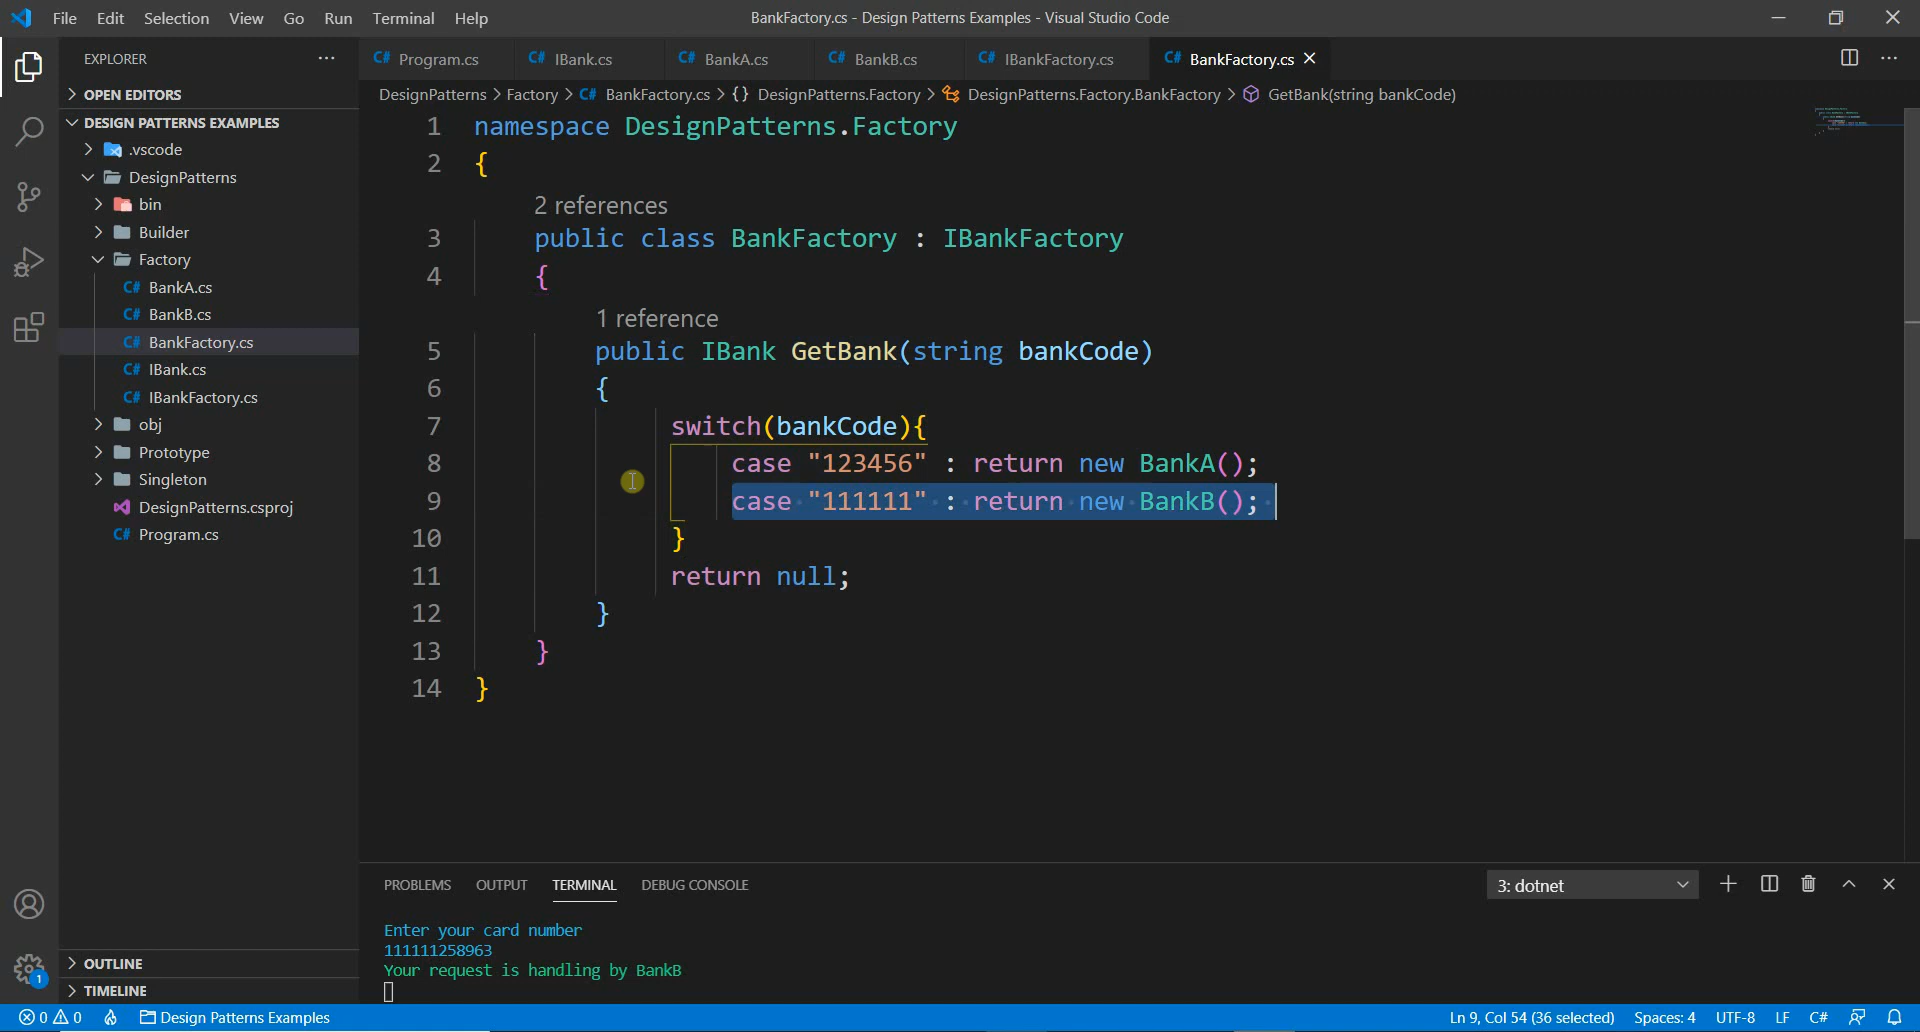 File Edit Selection View Go Run Terminal Help
BankFactory.cs - Design Patterns Examples - Visual Studio Code
EXPLORER
OPEN EDITORS
DESIGN PATTERNS EXAMPLES
.vscode
DesignPatterns
bin
Builder
Factory
C# BankA.cs
C# BankB.cs
C# BankFactory.cs
C# IBank.cs
C# IBankFactory.cs
obj
Prototype
Singleton
DesignPatterns.csproj
C# Program.cs
OUTLINE
TIMELINE
C# Program.cs C# IBank.cs C# BankA.cs C# BankB.cs C# IBankFactory.cs C# BankFactory.cs
DesignPatterns > Factory > C# BankFactory.cs > {} DesignPatterns.Factory > DesignPatterns.Factory.BankFactory > GetBank(string bankCode)
1 namespace DesignPatterns.Factory
2 {
2 references
3 public class BankFactory : IBankFactory
4 {
1 reference
5 public IBank GetBank(string bankCode)
6 {
7 switch(bankCode){
8 case "123456" : return new BankA();
9 case "111111" : return new BankB();
10 }
11 return null;
12 }
13 }
14 }
PROBLEMS OUTPUT TERMINAL DEBUG CONSOLE
3: dotnet
Enter your card number
111111258963
Your request is handling by BankB
1
0 0 Design Patterns Examples
Ln 9, Col 54 (36 selected) Spaces: 4 UTF-8 LF C#